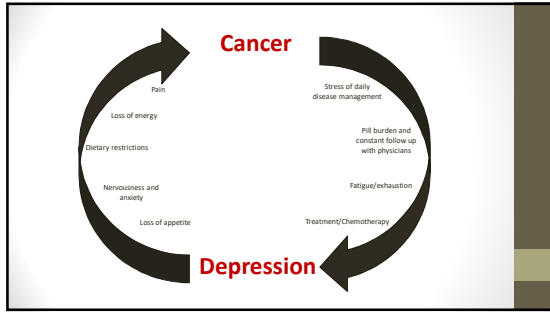 Cancer
Stress of daily
disease management
Pill burden and
constant follow up
with physicians
Fatigue/exhaustion
Treatment/Chemotherapy
Depression
Loss of appetite
Nervousness and
anxiety
Dietary restrictions
Loss of energy
Pain